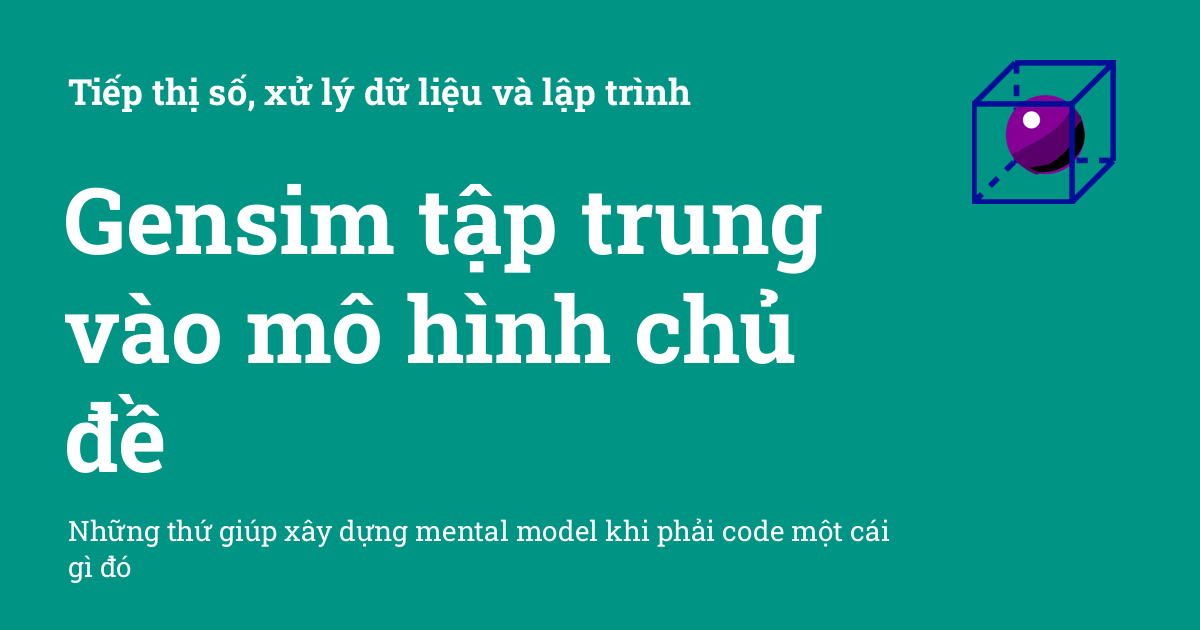 Tiếp thị số, xử lý dữ liệu và lập trình
Gensim tập trung
vào mô hình chủ
đề
Những thứ giúp xây dựng mental model khi phải code một cái
gì đó